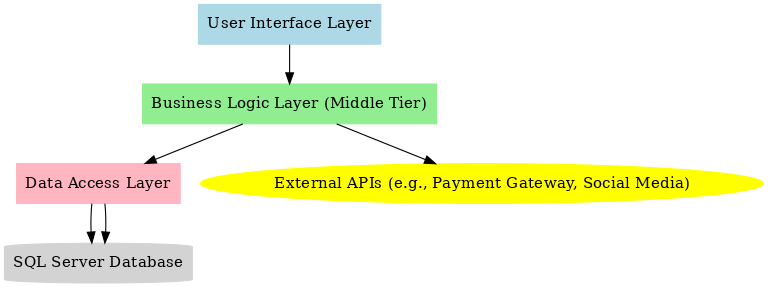 User Interface Layer
Business Logic Layer (Middle Tier)
Data Access Layer
External APIs (e.g., Payment Gateway, Social Media)
SQL Server Database